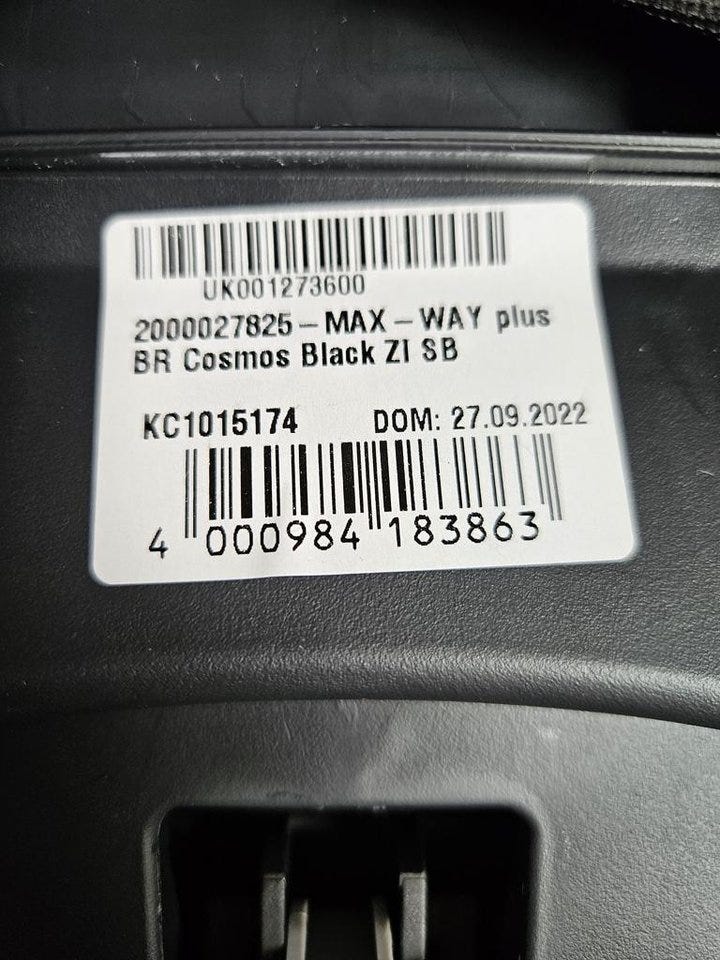 UK001273600
2000027825 – MAX – WAY plus
BR Cosmos Black ZI SB
KC1015174 DOM: 27.09.2022
4 000984 183863